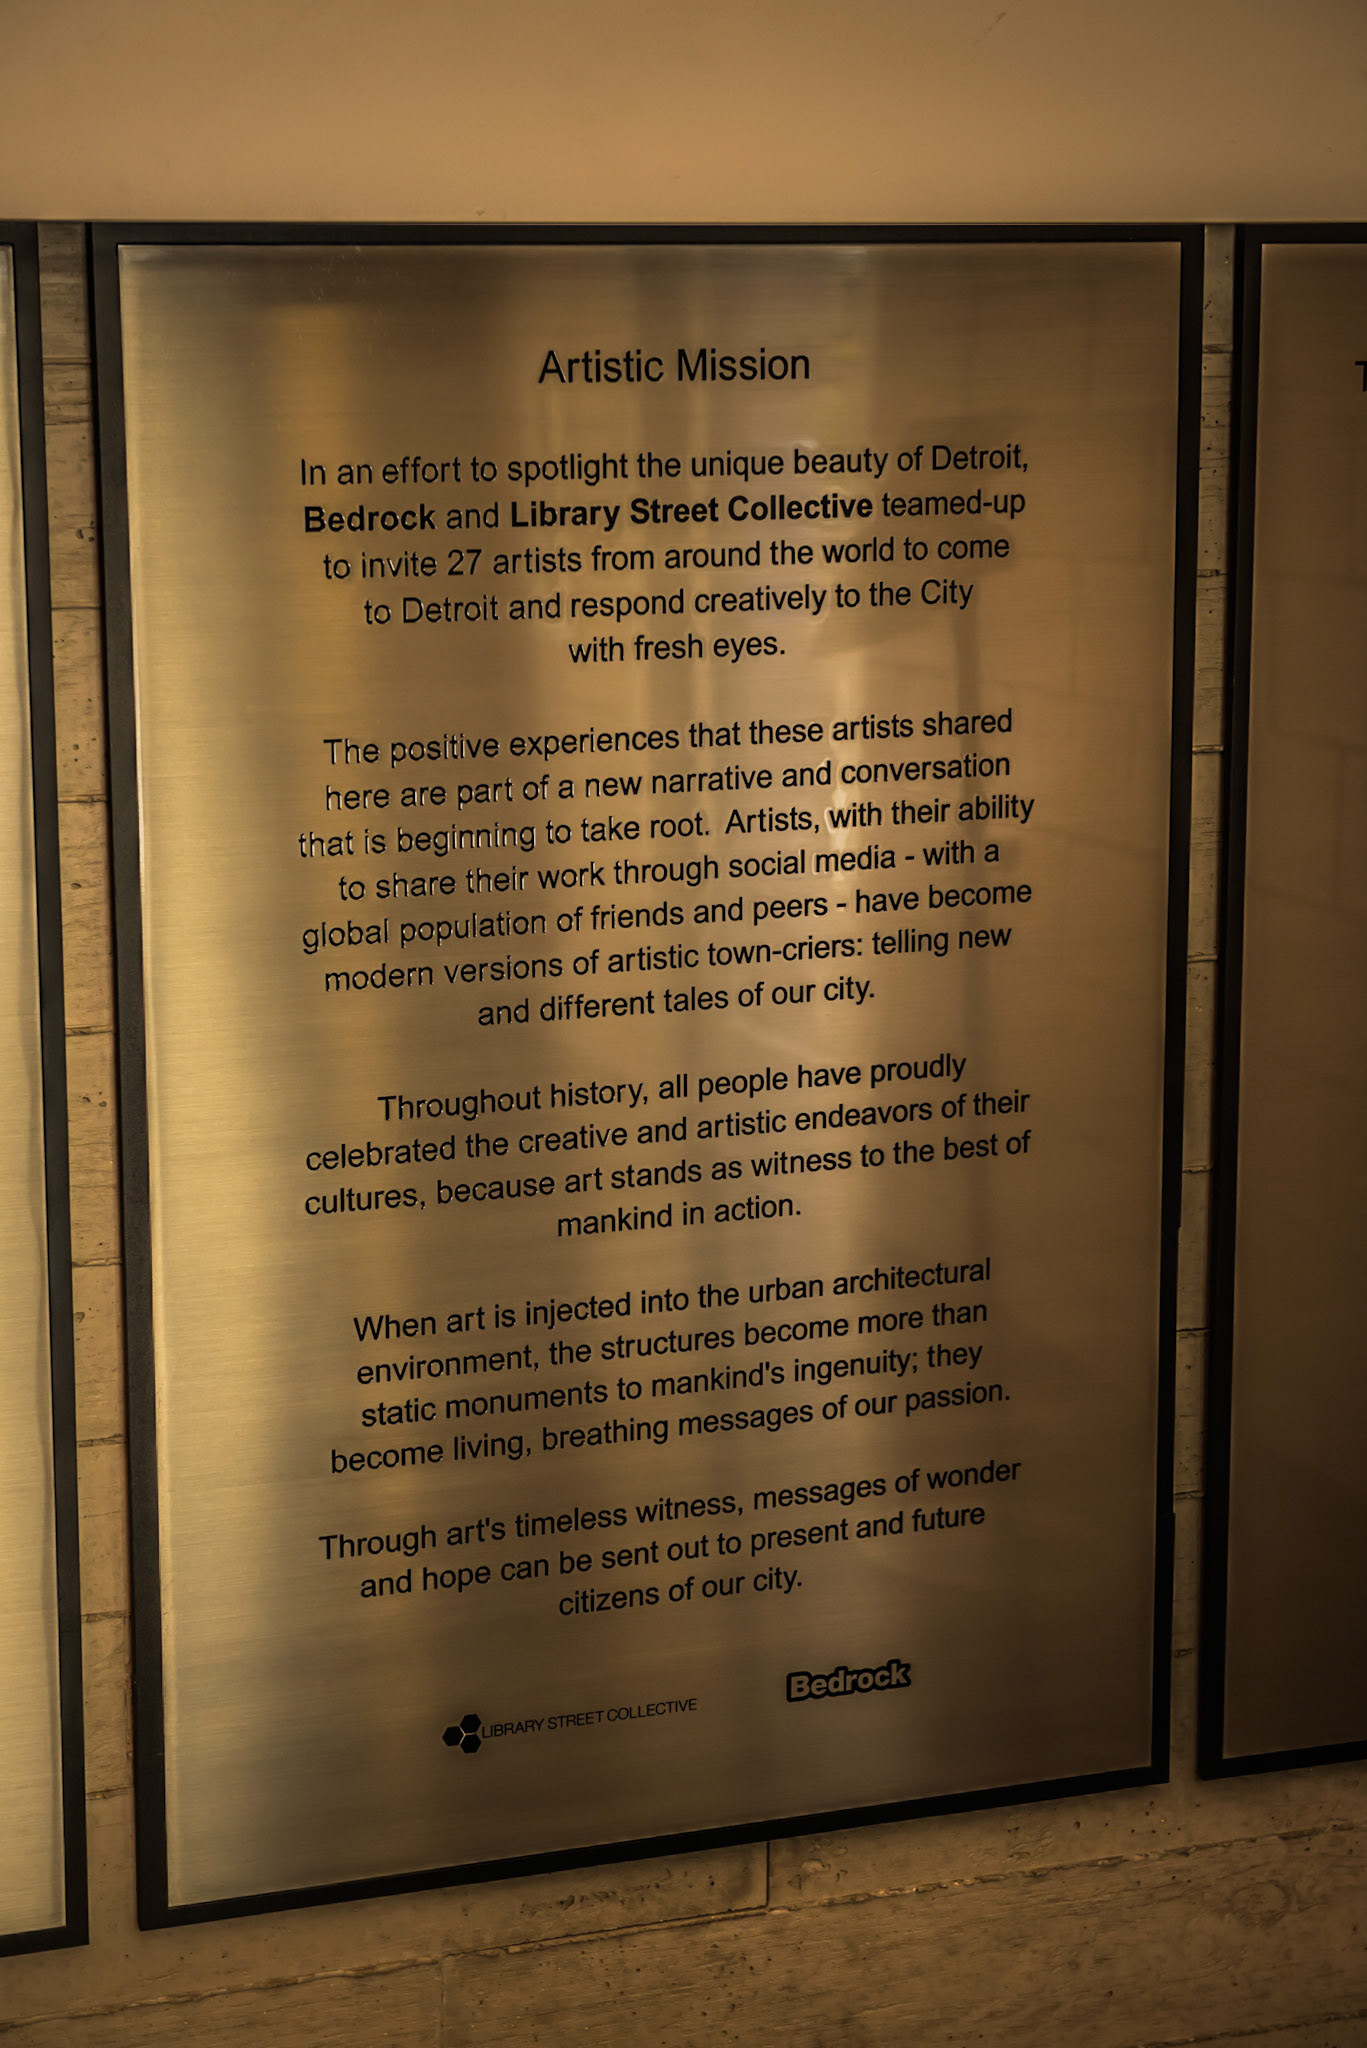 Artistic Mission
In an effort to spotlight the unique beauty of Detroit,
Bedrock and Library Street Collective teamed-up
to invite 27 artists from around the world to come
to Detroit and respond creatively to the City
with fresh eyes.
The positive experiences that these artists shared
here are part of a new narrative and conversation
that is beginning to take root. Artists, with their ability
to share their work through social media - with a
global population of friends and peers - have become
modern versions of artistic town-criers: telling new
and different tales of our city.
Throughout history, all people have proudly
celebrated the creative and artistic endeavors of their
cultures, because art stands as witness to the best of
mankind in action.
When art is injected into the urban architectural
environment, the structures become more than
static monuments to mankind's ingenuity; they
become living, breathing messages of our passion.
Through art's timeless witness, messages of wonder
and hope can be sent out to present and future
citizens of our city.
LIBRARY STREET COLLECTIVE
Bedrock